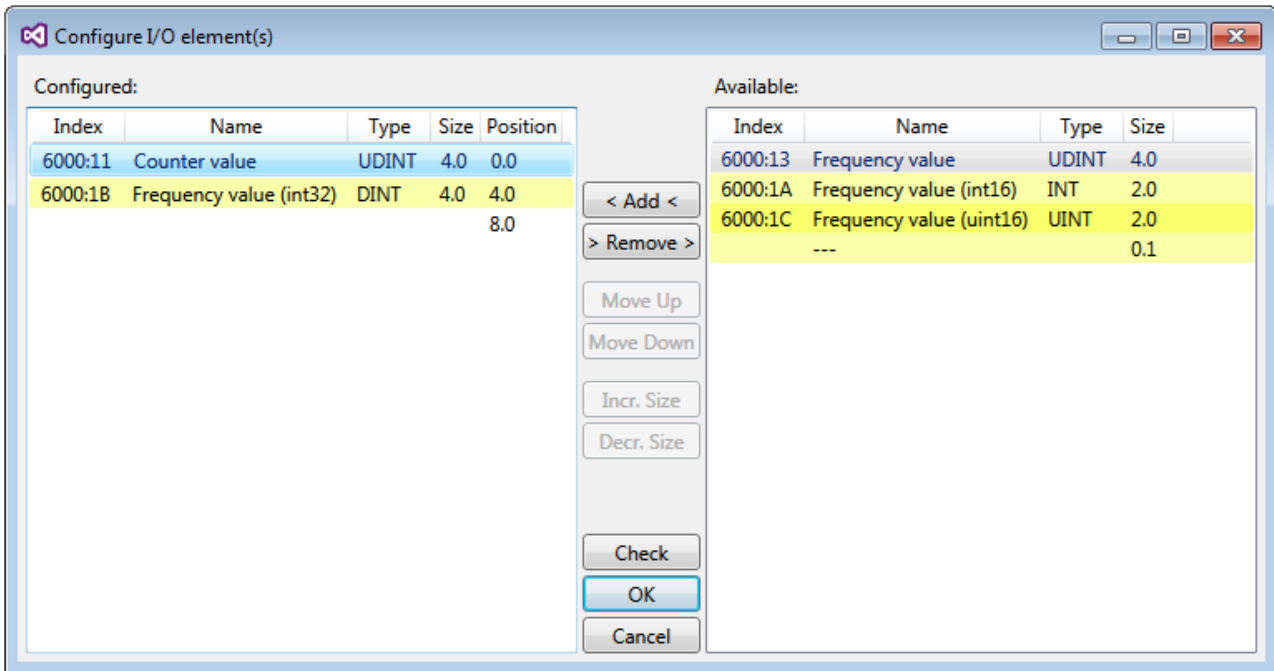 Configure I/O element(s)
Configured:
Index Name Type Size Position
6000:11 Counter value UDINT 4.0 0.0
6000:1B Frequency value (int32) DINT 4.0 4.0
8.0
< Add <
> Remove >
Move Up
Move Down
Incr. Size
Decr. Size
Check
OK
Cancel
Available:
Index Name Type Size
6000:13 Frequency value UDINT 4.0
6000:1A Frequency value (int16) INT 2.0
6000:1C Frequency value (uint16) UINT 2.0
--- 0.1